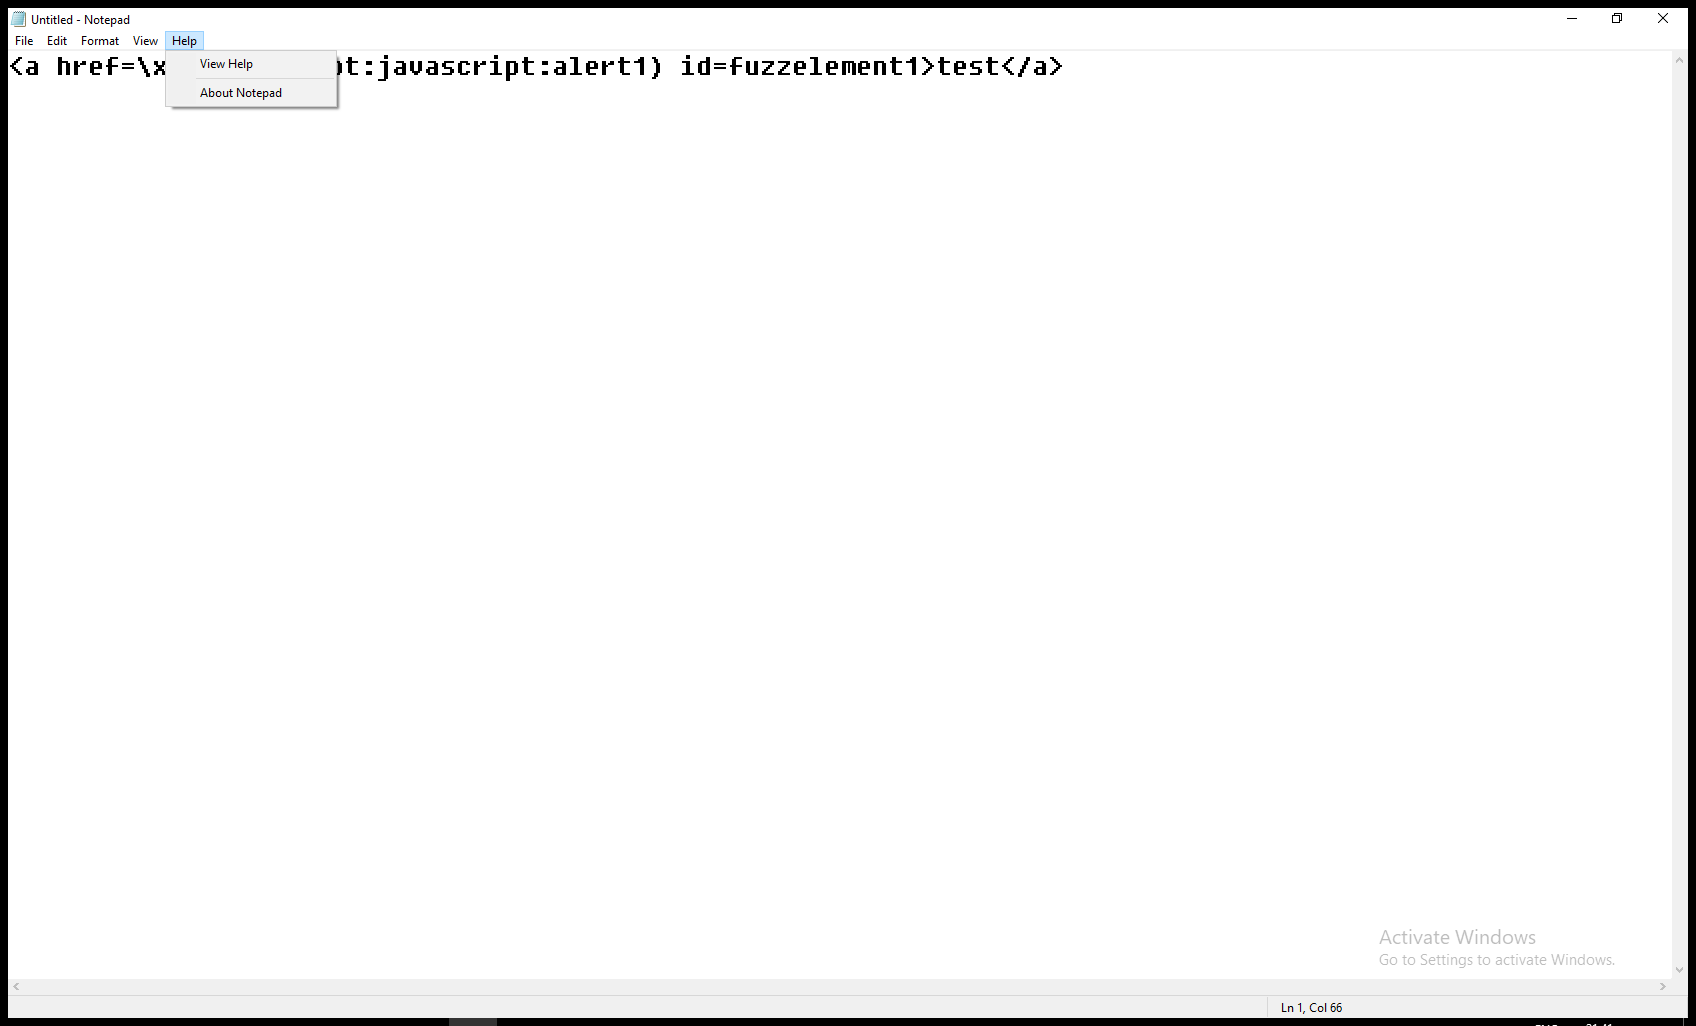 Untitled - Notepad
File Edit Format View Help
<a href=\x t:javascript:alert1) id=fuzzelement1>test</a>
View Help
About Notepad
Activate Windows
Go to Settings to activate Windows.
Ln 1, Col 66